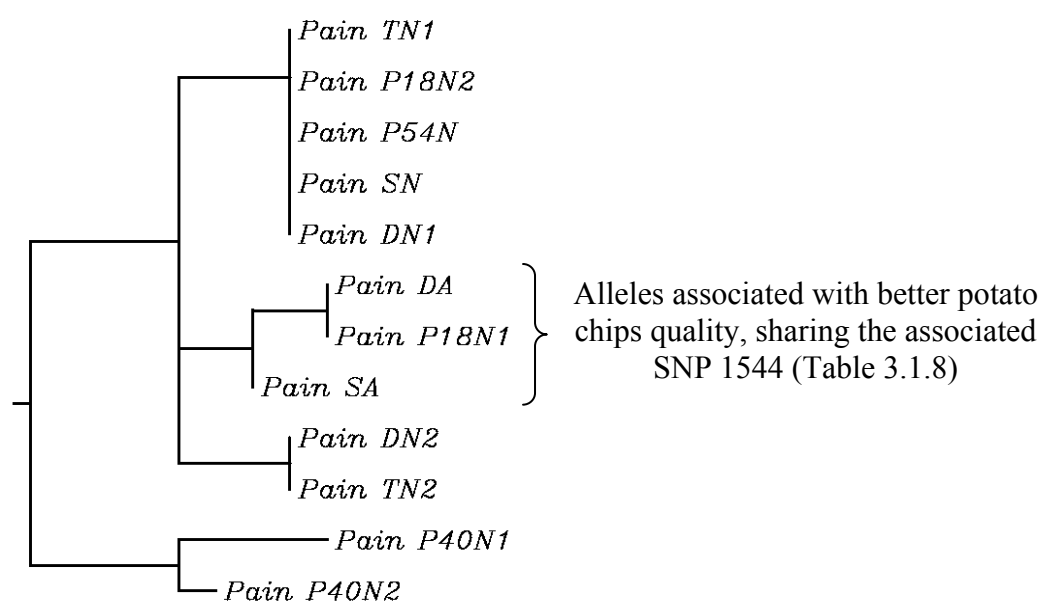 Pain TN1
Pain P18N2
Pain P54N
Pain SN
Pain DN1
Pain DA
Pain P18N1
Pain SA
Alleles associated with better potato
chips quality, sharing the associated
SNP 1544 (Table 3.1.8)
Pain DN2
Pain TN2
Pain P40N1
Pain P40N2